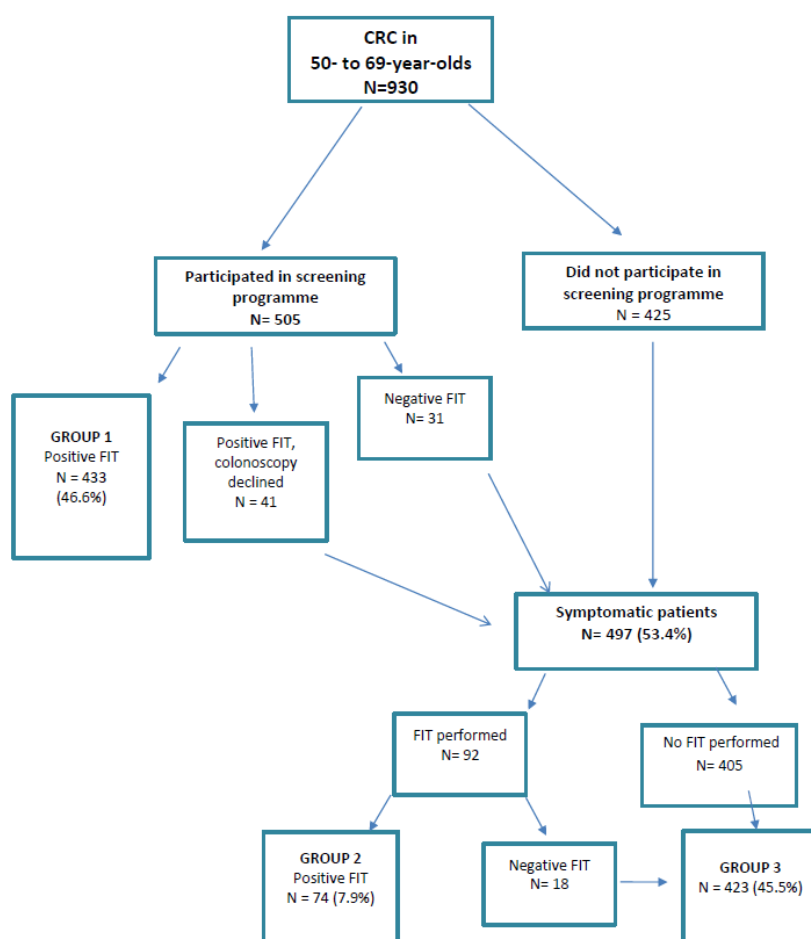 CRC in
50- to 69-year-olds
N=930
Participated in screening
programme
N= 505
Did not participate in
screening programme
N = 425
GROUP 1
Positive FIT
N = 433
(46.6%)
Positive FIT,
colonoscopy
declined
N = 41
Negative FIT
N= 31
Symptomatic patients
N= 497 (53.4%)
FIT performed
N= 92
No FIT performed
N= 405
GROUP 2
Positive FIT
N = 74 (7.9%)
Negative FIT
N= 18
GROUP 3
N = 423 (45.5%)